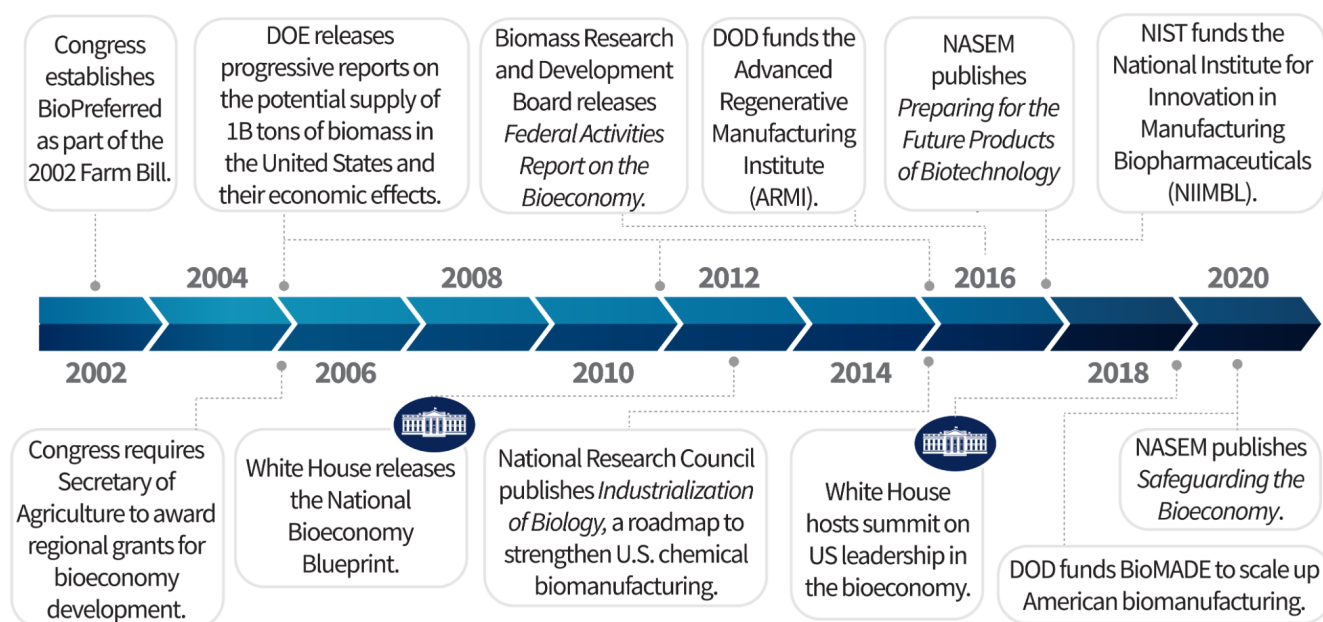 Congress
establishes
BioPreferred
as part of the
2002 Farm Bill.
DOE releases
progressive reports on
the potential supply of
1B tons of biomass in
the United States and
their economic effects.
Biomass Research
and Development
Board releases
Federal Activities
Report on the
Bioeconomy.
DOD funds the
Advanced
Regenerative
Manufacturing
Institute
(ARMI).
NASEM
publishes
Preparing for the
Future Products
of Biotechnology
NIST funds the
National Institute for
Innovation in
Manufacturing
Biopharmaceuticals
(NIIMBL).
2004
2008
2012
2016
2020
2002
2006
2010
2014
2018
Congress requires
Secretary of
Agriculture to award
regional grants for
bioeconomy
development.
White House releases
the National
Bioeconomy
Blueprint.
National Research Council
publishes Industrialization
of Biology, a roadmap to
strengthen U.S. chemical
biomanufacturing.
White House
hosts summit on
US leadership in
the bioeconomy.
NASEM publishes
Safeguarding the
Bioeconomy.
DOD funds BioMADE to scale up
American biomanufacturing.